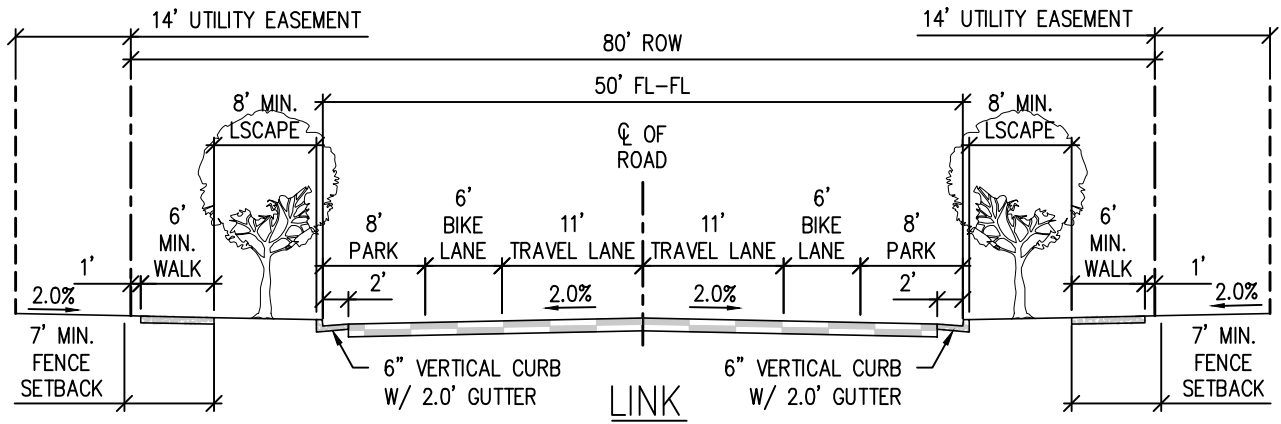 14' UTILITY EASEMENT
14' UTILITY EASEMENT
80' ROW
50' FL-FL
8' MIN.
LSCAPE
8' MIN.
LSCAPE
℄ OF
ROAD
6'
MIN.
WALK
8'
PARK
6'
BIKE
LANE
11'
TRAVEL LANE
11'
TRAVEL LANE
6'
BIKE
LANE
8'
PARK
6'
MIN.
WALK
1'
2'
2'
1'
2.0%
2.0%
2.0%
2.0%
7' MIN.
FENCE
SETBACK
6" VERTICAL CURB
W/ 2.0' GUTTER
6" VERTICAL CURB
W/ 2.0' GUTTER
7' MIN.
FENCE
SETBACK
LINK